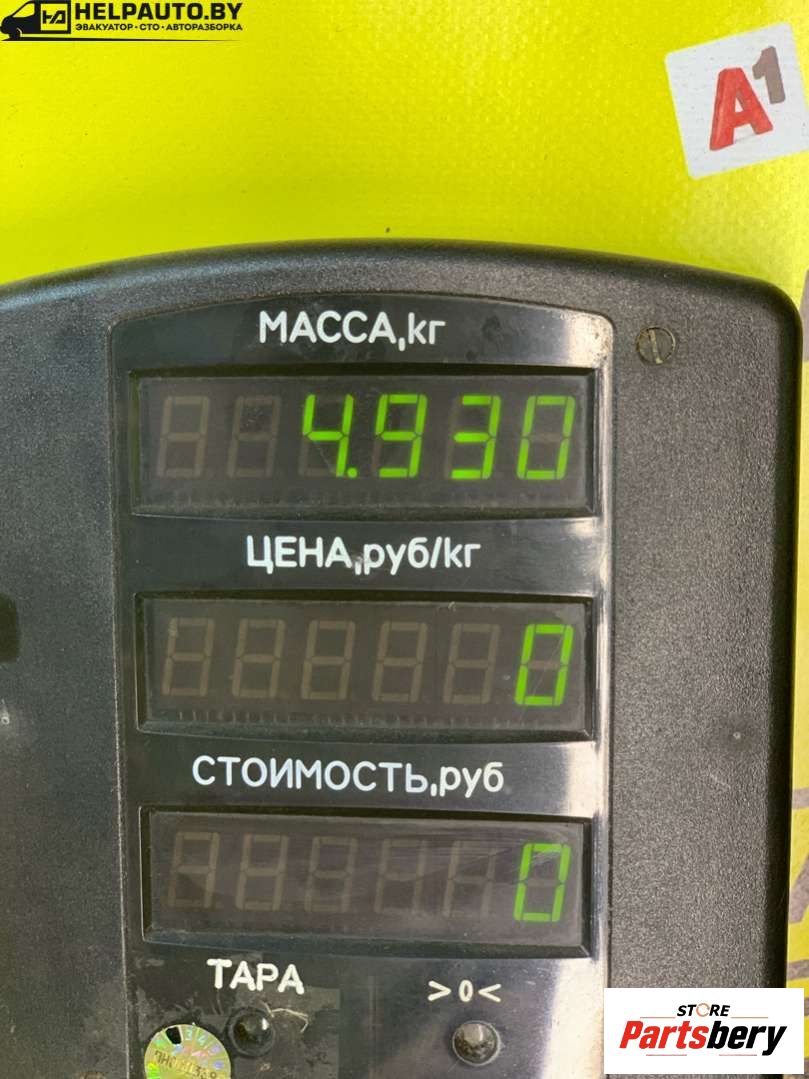 HELPAUTO.BY
ЭВАКУАТОР • СТО • АВТОРАЗБОРКА
A1
МАССА,кг
4.930
ЦЕНА,руб/кг
0
СТОИМОСТЬ,руб
0
ТАРА
>0<
STORE
Partsbery